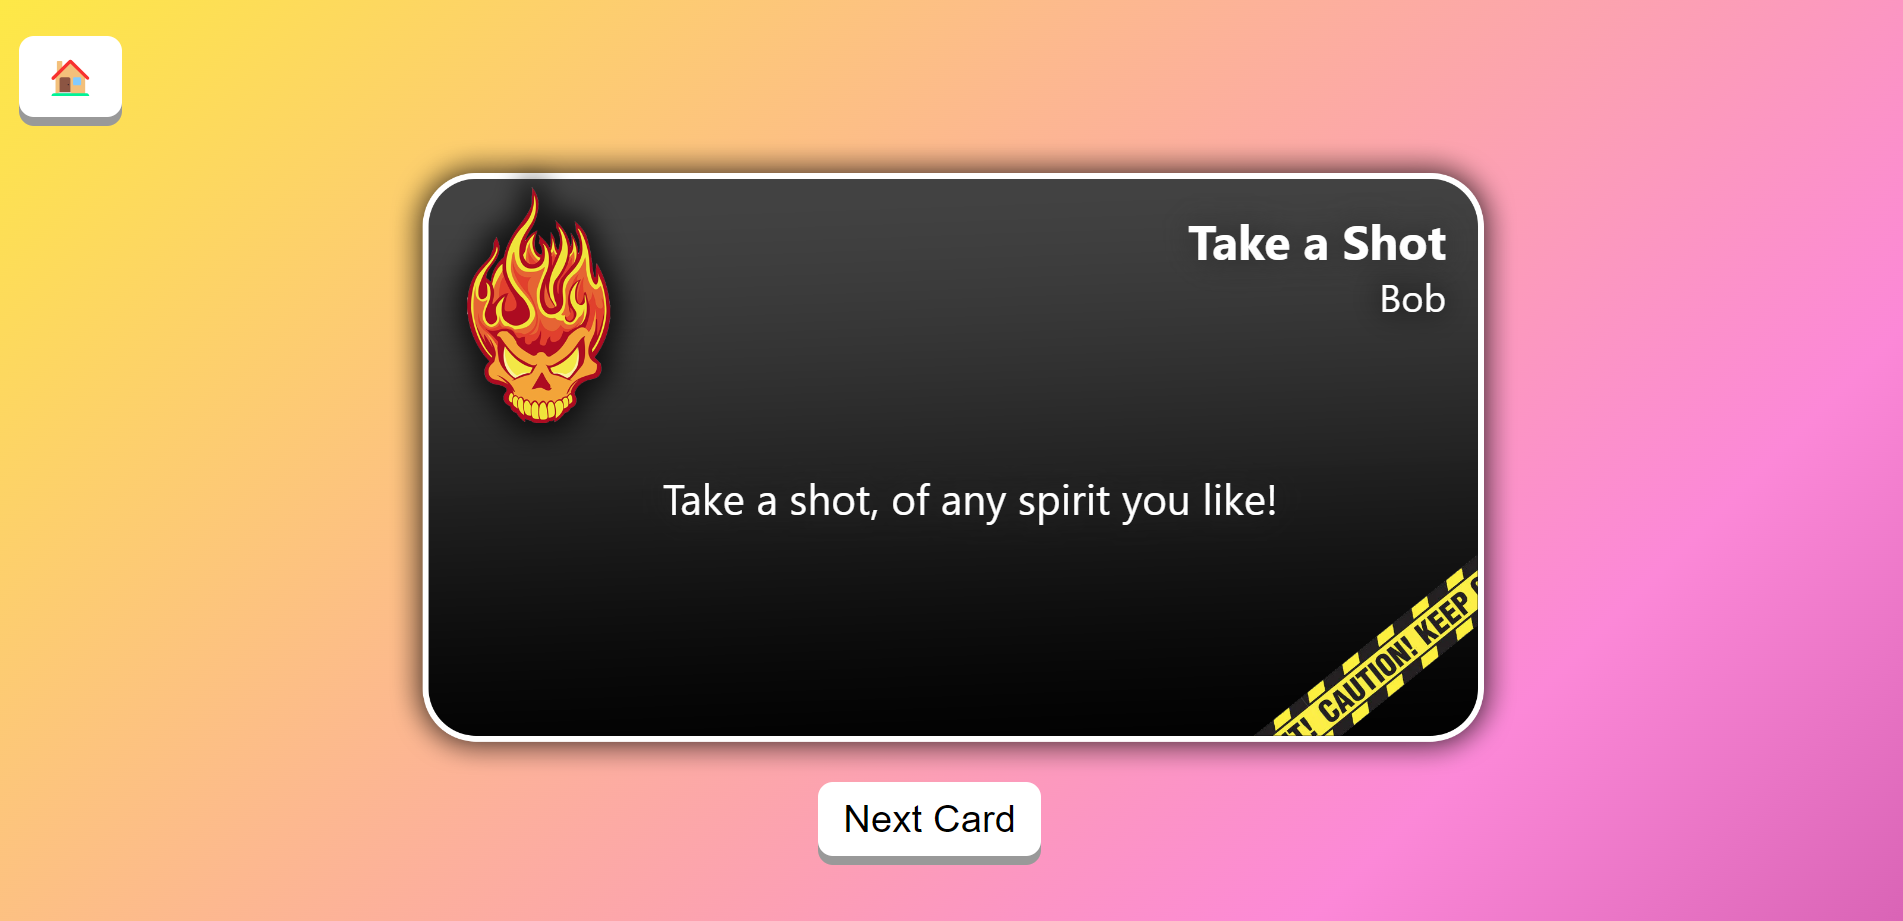 Take a Shot
Bob
Take a shot, of any spirit you like!
CAUTION! KEEP
Next Card